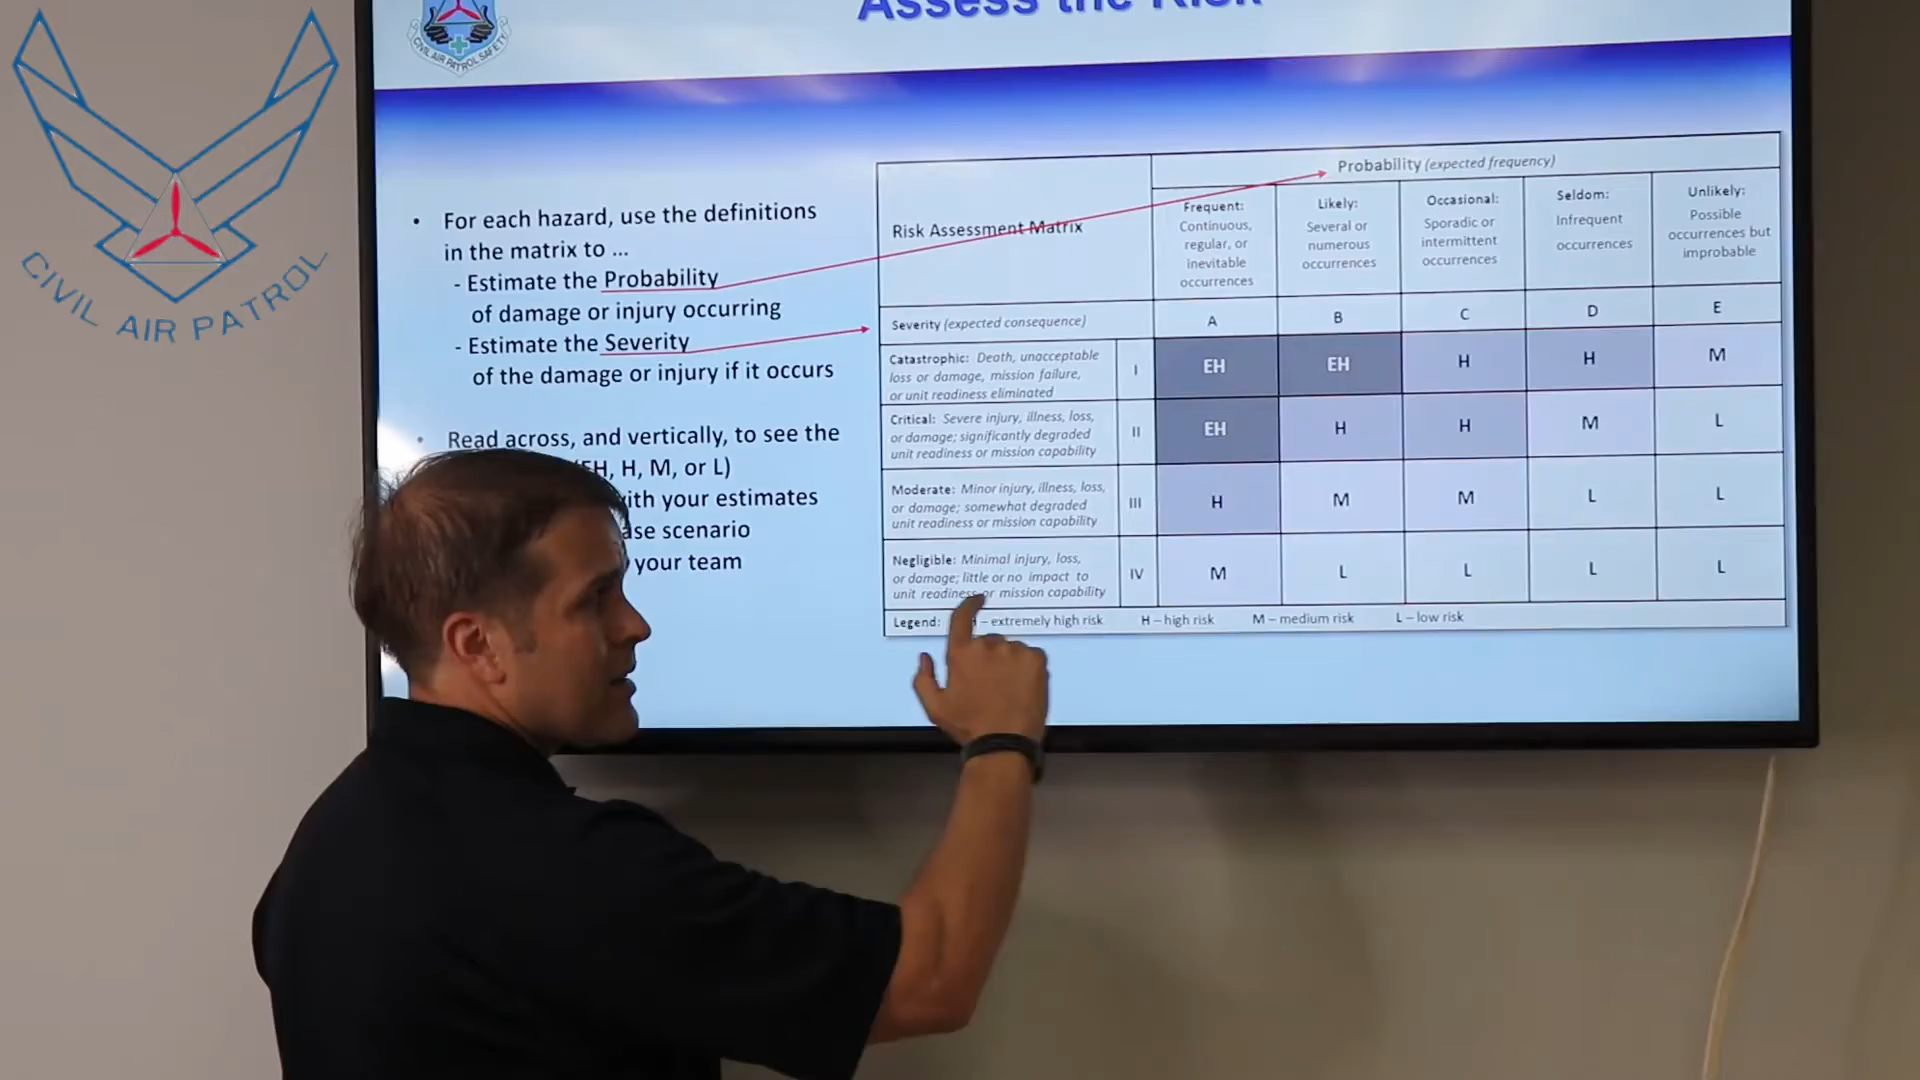 Assess the Risk
CIVIL AIR PATROL SAFETY
CIVIL AIR PATROL
• For each hazard, use the definitions
in the matrix to ...
- Estimate the Probability
of damage or injury occurring
- Estimate the Severity
of the damage or injury if it occurs
• Read across, and vertically, to see the
(EH, H, M, or L)
with your estimates
case scenario
your team
Risk Assessment Matrix
Probability (expected frequency)
Frequent:
Continuous,
regular, or
inevitable
occurrences
Likely:
Several or
numerous
occurrences
Occasional:
Sporadic or
intermittent
occurrences
Seldom:
Infrequent
occurrences
Unlikely:
Possible
occurrences but
improbable
Severity (expected consequence) A B C D E
Catastrophic: Death, unacceptable
loss or damage, mission failure,
or unit readiness eliminated
I EH EH H H M
Critical: Severe injury, illness, loss,
or damage; significantly degraded
unit readiness or mission capability
II EH H H M L
Moderate: Minor injury, illness, loss,
or damage; somewhat degraded
unit readiness or mission capability
III H M M L L
Negligible: Minimal injury, loss,
or damage; little or no impact to
unit readiness or mission capability
IV M L L L L
Legend: – extremely high risk H – high risk M – medium risk L – low risk